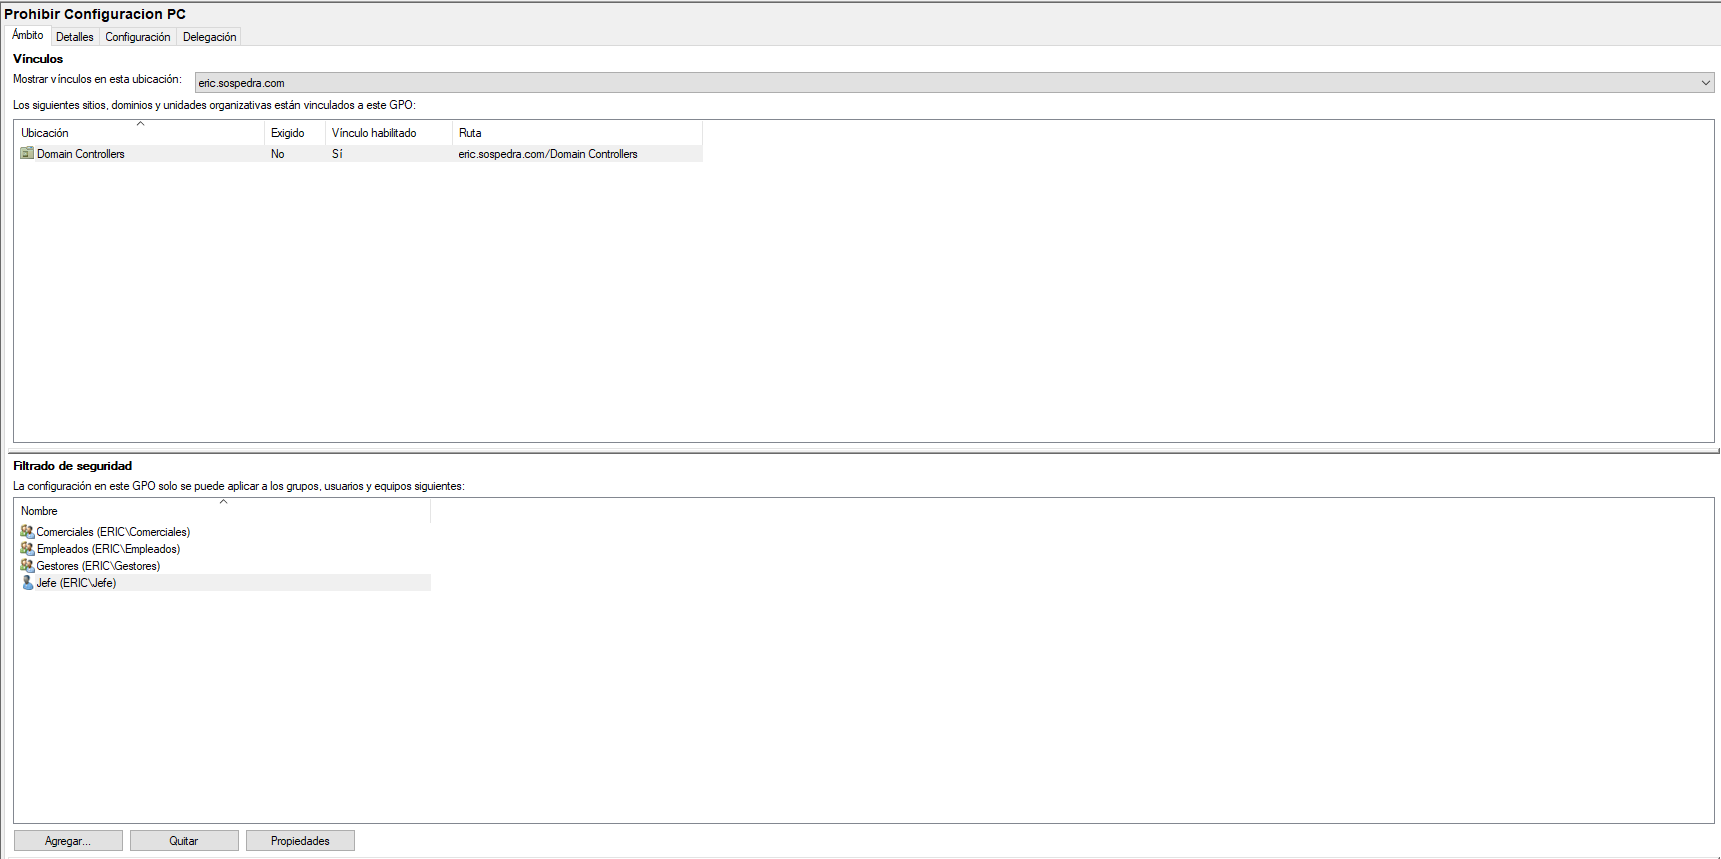 Prohibir Configuracion PC
Ámbito Detalles Configuración Delegación
Vínculos
Mostrar vínculos en esta ubicación: eric.sospedra.com
Los siguientes sitios, dominios y unidades organizativas están vinculados a este GPO:
Ubicación Exigido Vínculo habilitado Ruta
Domain Controllers No Sí eric.sospedra.com/Domain Controllers
Filtrado de seguridad
La configuración en este GPO solo se puede aplicar a los grupos, usuarios y equipos siguientes:
Nombre
Comerciales (ERIC\Comerciales)
Empleados (ERIC\Empleados)
Gestores (ERIC\Gestores)
Jefe (ERIC\Jefe)
Agregar... Quitar Propiedades